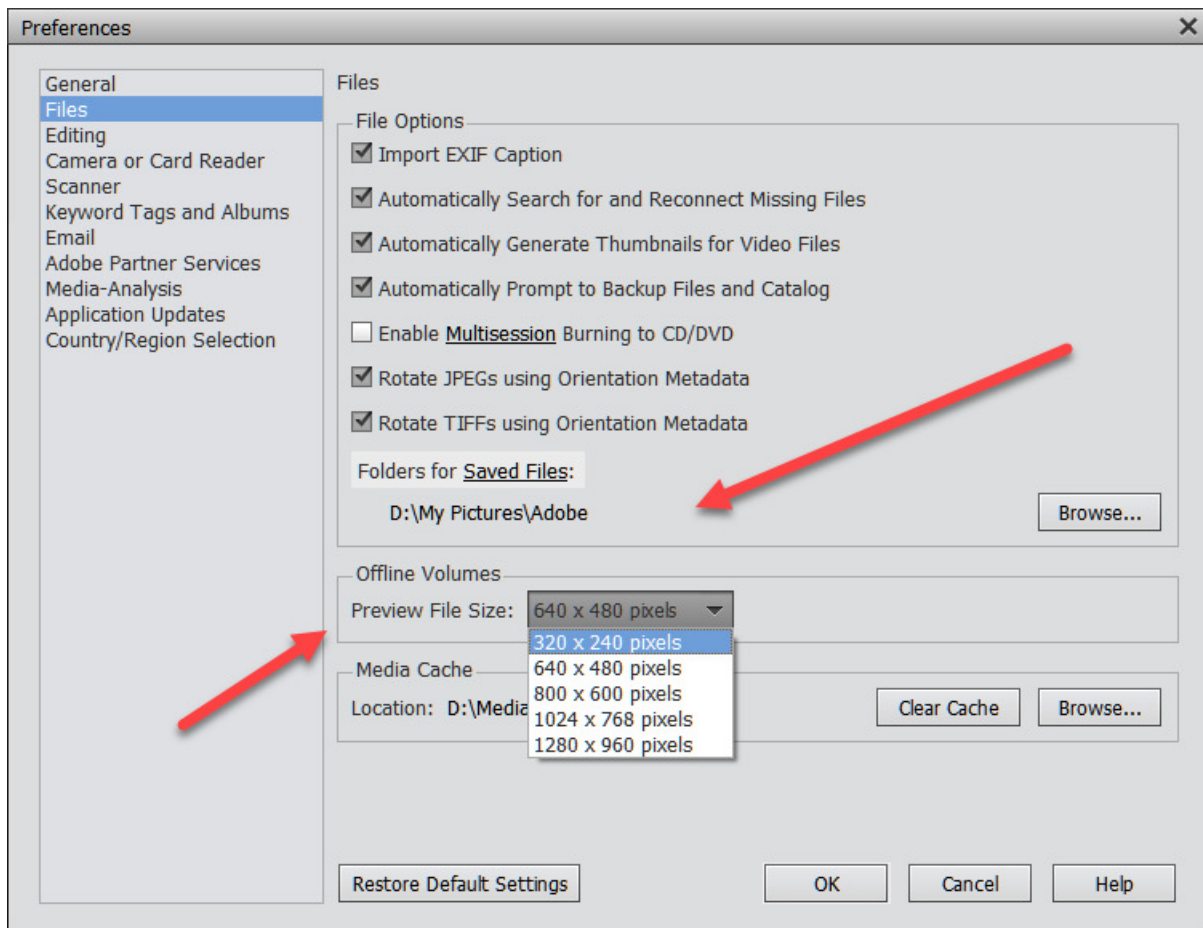 Preferences
General
Files
Editing
Camera or Card Reader
Scanner
Keyword Tags and Albums
Email
Adobe Partner Services
Media-Analysis
Application Updates
Country/Region Selection
Files
File Options
Import EXIF Caption
Automatically Search for and Reconnect Missing Files
Automatically Generate Thumbnails for Video Files
Automatically Prompt to Backup Files and Catalog
Enable Multisession Burning to CD/DVD
Rotate JPEGs using Orientation Metadata
Rotate TIFFs using Orientation Metadata
Folders for Saved Files:
D:\My Pictures\Adobe Browse...
Offline Volumes
Preview File Size: 640 x 480 pixels
320 x 240 pixels
640 x 480 pixels
800 x 600 pixels
1024 x 768 pixels
1280 x 960 pixels
Media Cache
Location: D:\Media Clear Cache Browse...
Restore Default Settings OK Cancel Help